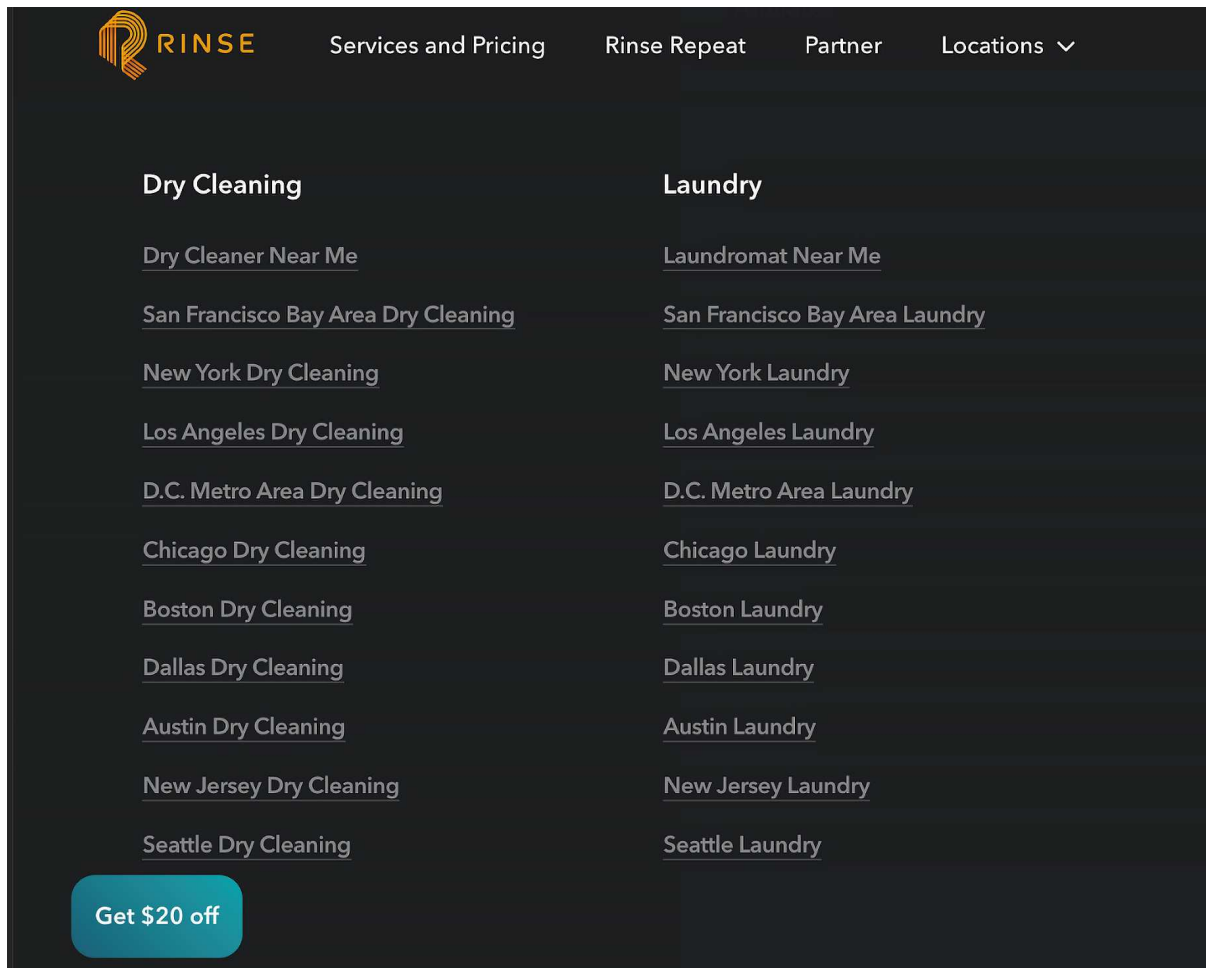 RINSE
Services and Pricing
Rinse Repeat
Partner
Locations
Dry Cleaning
Dry Cleaner Near Me
San Francisco Bay Area Dry Cleaning
New York Dry Cleaning
Los Angeles Dry Cleaning
D.C. Metro Area Dry Cleaning
Chicago Dry Cleaning
Boston Dry Cleaning
Dallas Dry Cleaning
Austin Dry Cleaning
New Jersey Dry Cleaning
Seattle Dry Cleaning
Laundry
Laundromat Near Me
San Francisco Bay Area Laundry
New York Laundry
Los Angeles Laundry
D.C. Metro Area Laundry
Chicago Laundry
Boston Laundry
Dallas Laundry
Austin Laundry
New Jersey Laundry
Seattle Laundry
Get $20 off